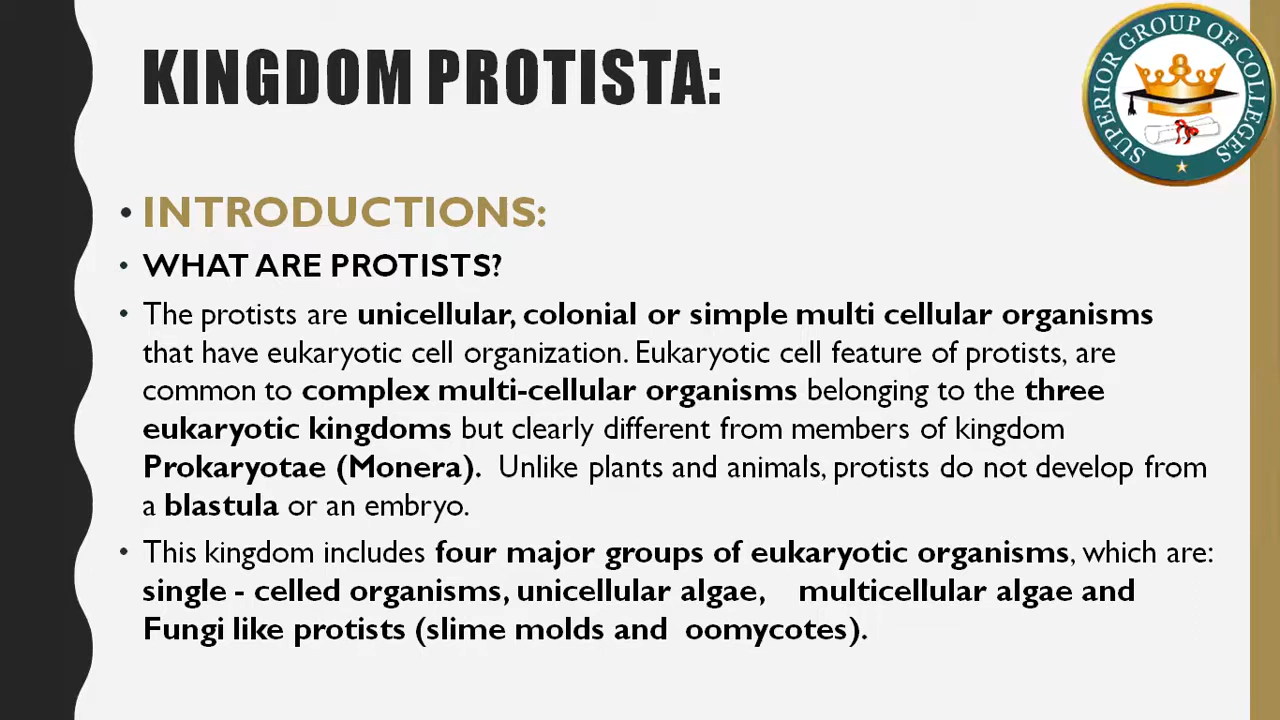 KINGDOM PROTISTA:
SUPERIOR GROUP OF COLLEGES
• INTRODUCTIONS:
• WHAT ARE PROTISTS?
• The protists are unicellular, colonial or simple multi cellular organisms
that have eukaryotic cell organization. Eukaryotic cell feature of protists, are
common to complex multi-cellular organisms belonging to the three
eukaryotic kingdoms but clearly different from members of kingdom
Prokaryotae (Monera). Unlike plants and animals, protists do not develop from
a blastula or an embryo.
• This kingdom includes four major groups of eukaryotic organisms, which are:
single - celled organisms, unicellular algae, multicellular algae and
Fungi like protists (slime molds and oomycotes).